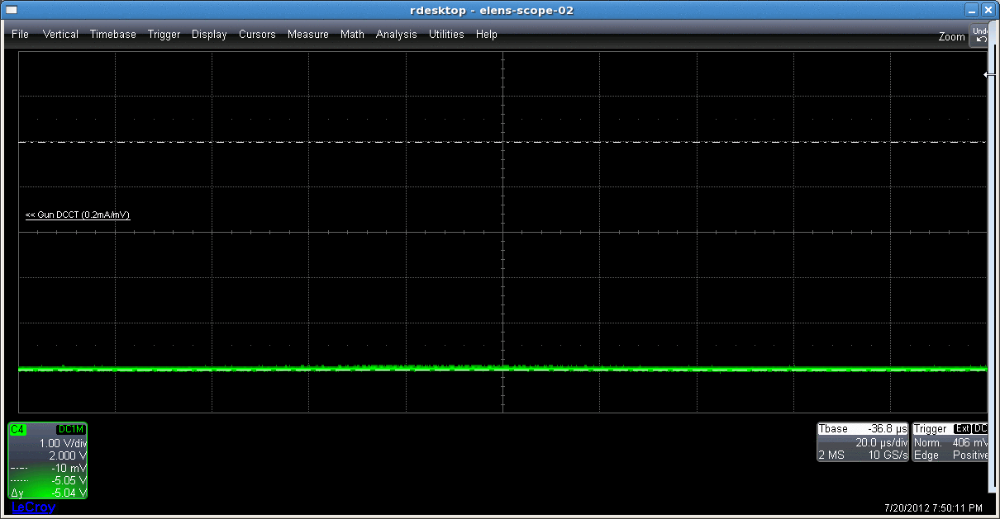 rdesktop - elens-scope-02
File Vertical Timebase Trigger Display Cursors Measure Math Analysis Utilities Help
Zoom
Undo
<< Gun DCCT (0.2mA/mV)
C4 DC1M
1.00 V/div
2.000 V
-10 mV
-5.05 V
Δy -5.04 V
LeCroy
Tbase -36.8 µs
20.0 µs/div
2 MS 10 GS/s
Trigger Ext DC
Norm. 406 mV
Edge Positive
7/20/2012 7:50:11 PM